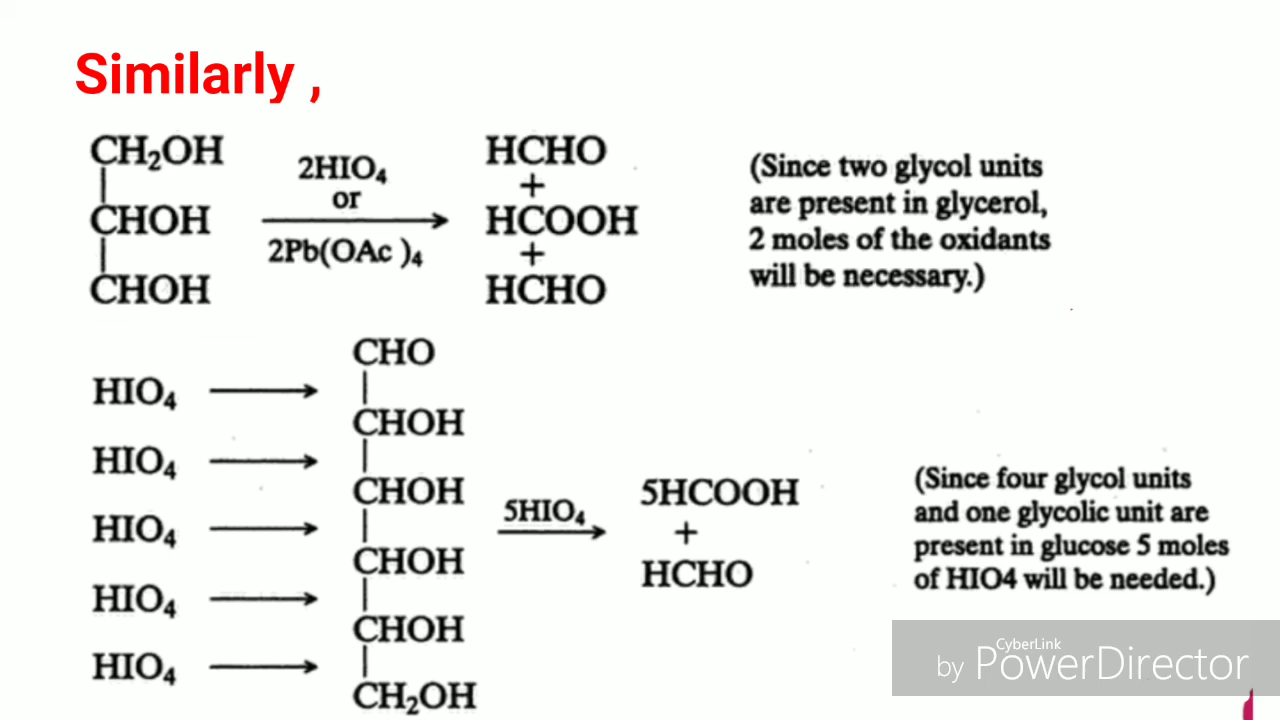 Similarly ,
CH₂OH
CHOH
CHOH
2HIO₄
or
2Pb(OAc )₄
HCHO
+
HCOOH
+
HCHO
(Since two glycol units
are present in glycerol,
2 moles of the oxidants
will be necessary.)
HIO₄
HIO₄
HIO₄
HIO₄
HIO₄
CHO
CHOH
CHOH
CHOH
CHOH
CH₂OH
5HIO₄
5HCOOH
+
HCHO
(Since four glycol units
and one glycolic unit are
present in glucose 5 moles
of HIO4 will be needed.)
CyberLink
by PowerDirector